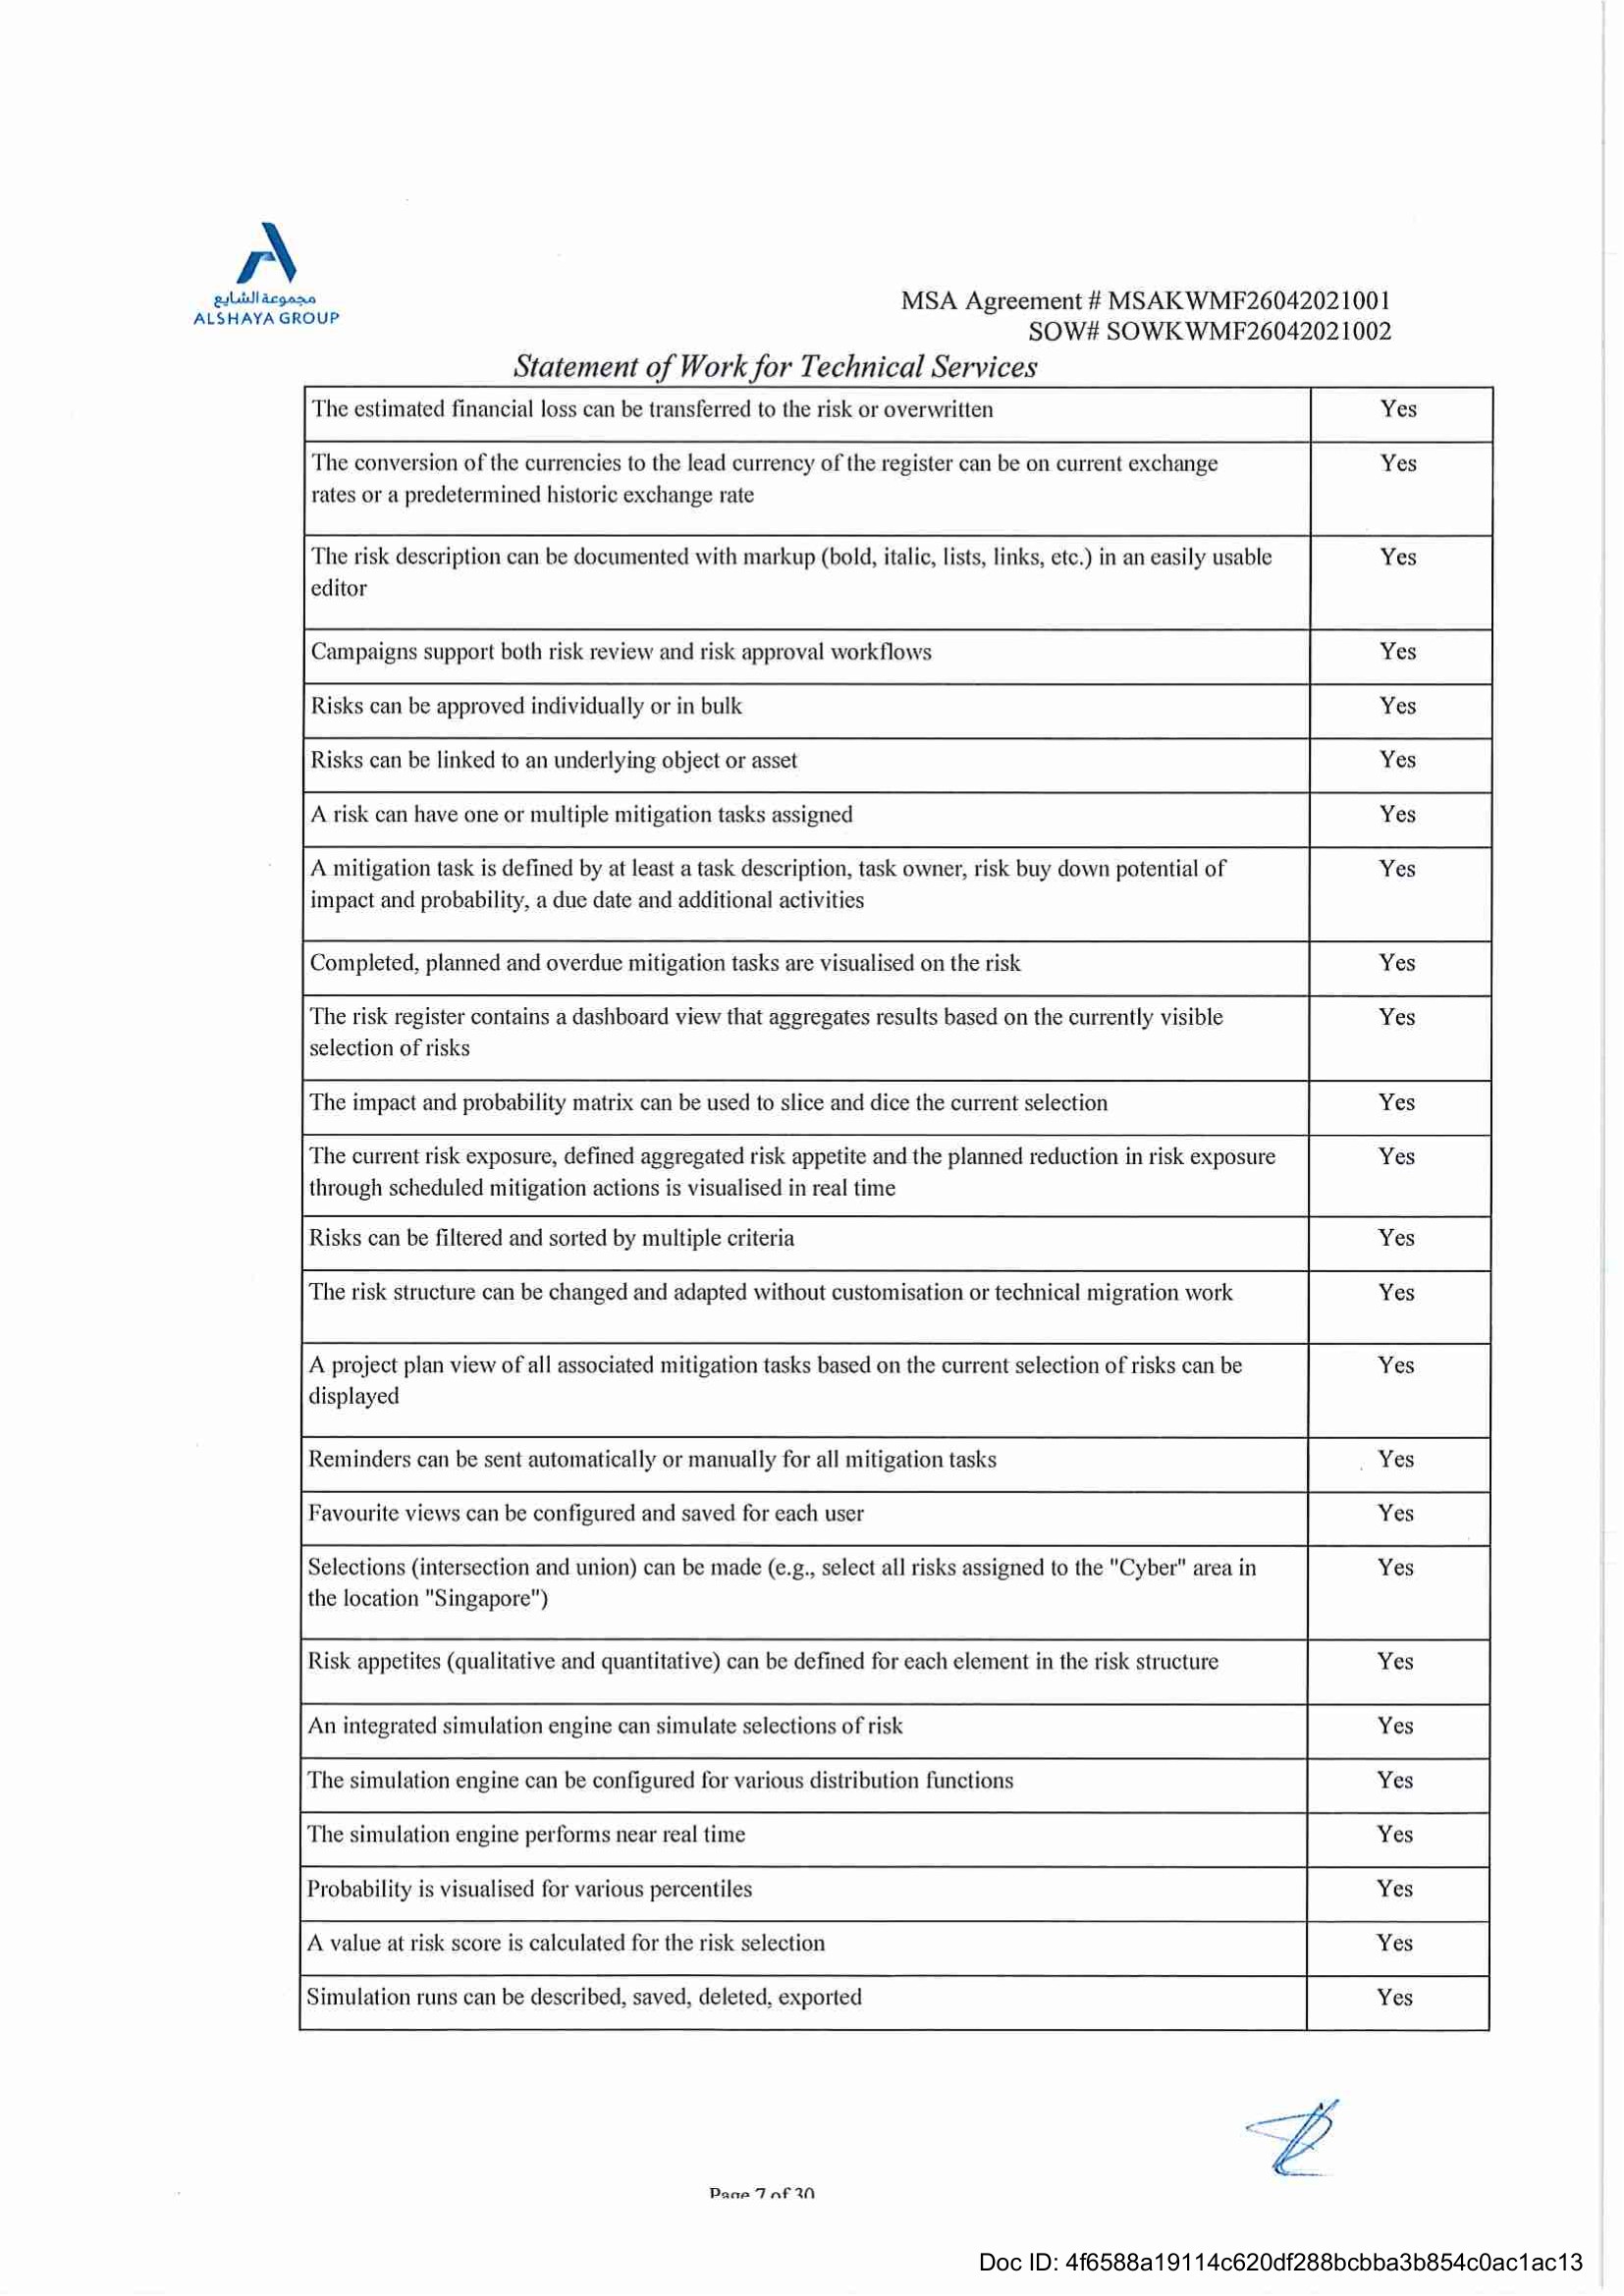 مجموعة الشايع
ALSHAYA GROUP
MSA Agreement # MSAKWMF26042021001
SOW# SOWKWMF26042021002
Statement of Work for Technical Services
The estimated financial loss can be transferred to the risk or overwritten Yes
The conversion of the currencies to the lead currency of the register can be on current exchange Yes
rates or a predetermined historic exchange rate
The risk description can be documented with markup (bold, italic, lists, links, etc.) in an easily usable Yes
editor
Campaigns support both risk review and risk approval workflows Yes
Risks can be approved individually or in bulk Yes
Risks can be linked to an underlying object or asset Yes
A risk can have one or multiple mitigation tasks assigned Yes
A mitigation task is defined by at least a task description, task owner, risk buy down potential of Yes
impact and probability, a due date and additional activities
Completed, planned and overdue mitigation tasks are visualised on the risk Yes
The risk register contains a dashboard view that aggregates results based on the currently visible Yes
selection of risks
The impact and probability matrix can be used to slice and dice the current selection Yes
The current risk exposure, defined aggregated risk appetite and the planned reduction in risk exposure Yes
through scheduled mitigation actions is visualised in real time
Risks can be filtered and sorted by multiple criteria Yes
The risk structure can be changed and adapted without customisation or technical migration work Yes
A project plan view of all associated mitigation tasks based on the current selection of risks can be Yes
displayed
Reminders can be sent automatically or manually for all mitigation tasks Yes
Favourite views can be configured and saved for each user Yes
Selections (intersection and union) can be made (e.g., select all risks assigned to the "Cyber" area in Yes
the location "Singapore")
Risk appetites (qualitative and quantitative) can be defined for each element in the risk structure Yes
An integrated simulation engine can simulate selections of risk Yes
The simulation engine can be configured for various distribution functions Yes
The simulation engine performs near real time Yes
Probability is visualised for various percentiles Yes
A value at risk score is calculated for the risk selection Yes
Simulation runs can be described, saved, deleted, exported Yes
Page 7 of 30
Doc ID: 4f6588a19114c620df288bcbba3b854c0ac1ac13